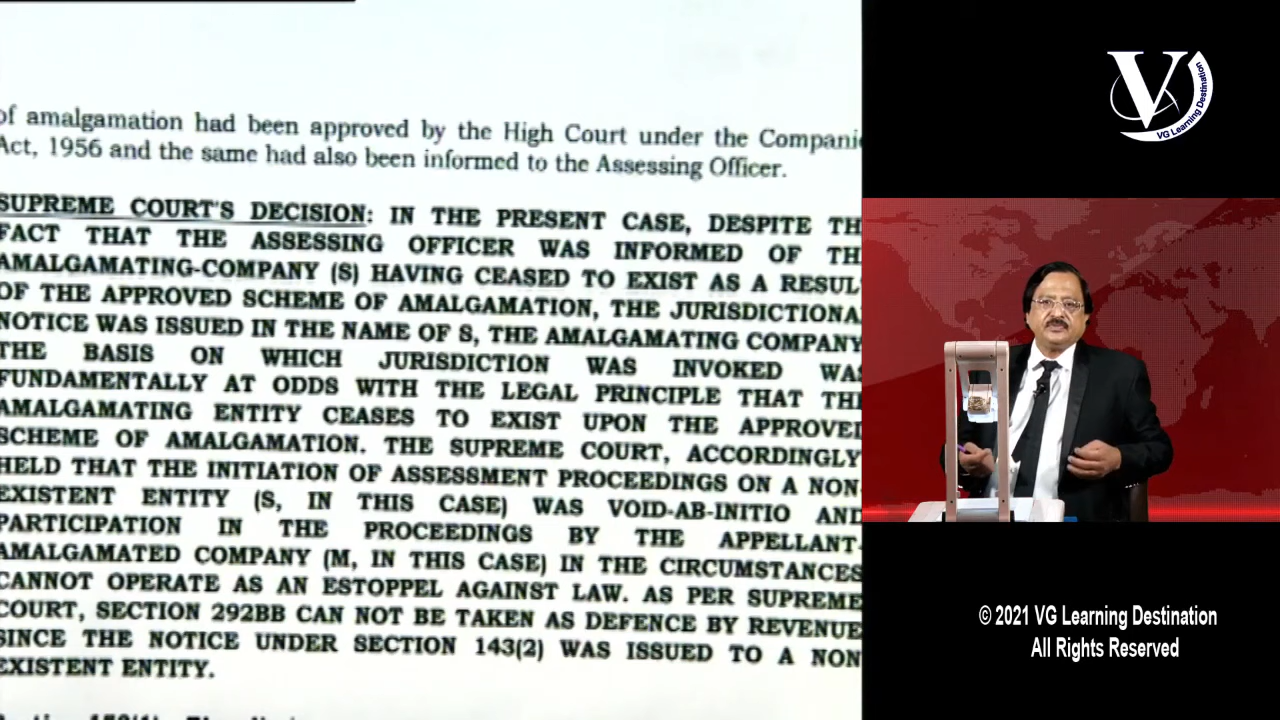 of amalgamation had been approved by the High Court under the Compani
Act, 1956 and the same had also been informed to the Assessing Officer.
SUPREME COURT'S DECISION: IN THE PRESENT CASE, DESPITE TH
FACT THAT THE ASSESSING OFFICER WAS INFORMED OF TH
AMALGAMATING-COMPANY (S) HAVING CEASED TO EXIST AS A RESUL
OF THE APPROVED SCHEME OF AMALGAMATION, THE JURISDICTIONA
NOTICE WAS ISSUED IN THE NAME OF S, THE AMALGAMATING COMPANY
THE BASIS ON WHICH JURISDICTION WAS INVOKED WAS
FUNDAMENTALLY AT ODDS WITH THE LEGAL PRINCIPLE THAT THE
AMALGAMATING ENTITY CEASES TO EXIST UPON THE APPROVED
SCHEME OF AMALGAMATION. THE SUPREME COURT, ACCORDINGLY
HELD THAT THE INITIATION OF ASSESSMENT PROCEEDINGS ON A NON-
EXISTENT ENTITY (S, IN THIS CASE) WAS VOID-AB-INITIO AND
PARTICIPATION IN THE PROCEEDINGS BY THE APPELLANT-
AMALGAMATED COMPANY (M, IN THIS CASE) IN THE CIRCUMSTANCES
CANNOT OPERATE AS AN ESTOPPEL AGAINST LAW. AS PER SUPREME
COURT, SECTION 292BB CAN NOT BE TAKEN AS DEFENCE BY REVENUE
SINCE THE NOTICE UNDER SECTION 143(2) WAS ISSUED TO A NON
EXISTENT ENTITY.
V
VG Learning Destination
© 2021 VG Learning Destination
All Rights Reserved